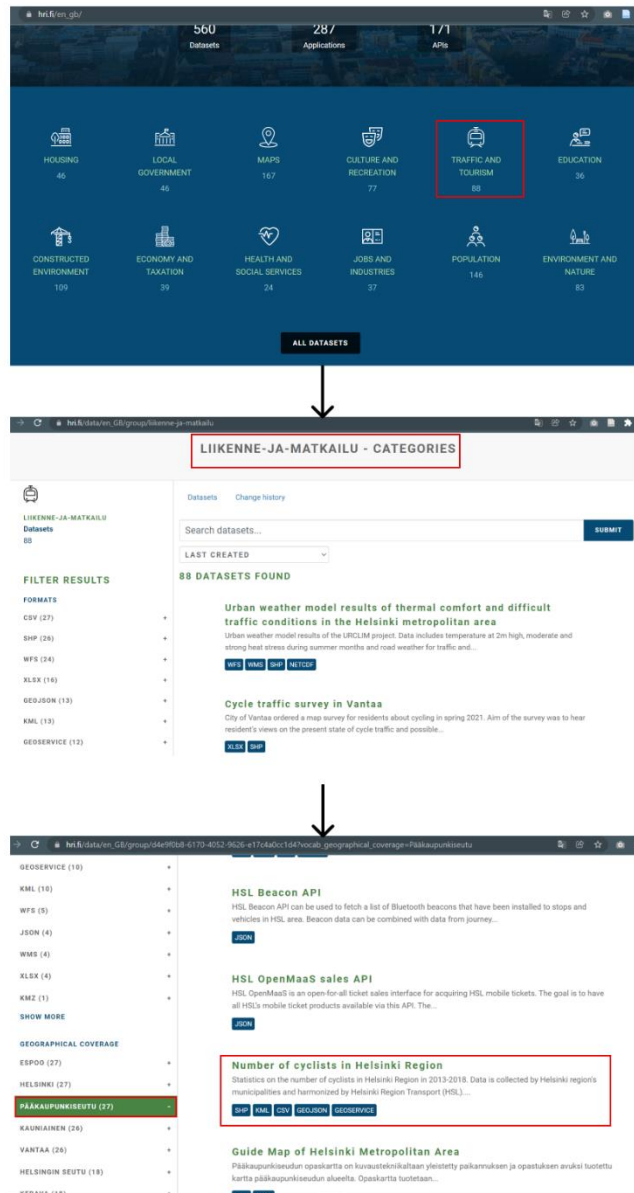 hri.fi/en_gb/
560 287 171
Datasets Applications APIs
HOUSING
46
LOCAL
GOVERNMENT
46
MAPS
167
CULTURE AND
RECREATION
77
TRAFFIC AND
TOURISM
88
EDUCATION
36
CONSTRUCTED
ENVIRONMENT
109
ECONOMY AND
TAXATION
39
HEALTH AND
SOCIAL SERVICES
24
JOBS AND
INDUSTRIES
37
POPULATION
146
ENVIRONMENT AND
NATURE
83
ALL DATASETS
hri.fi/data/en_GB/group/liikenne-ja-matkailu
LIIKENNE-JA-MATKAILU - CATEGORIES
LIIKENNE-JA-MATKAILU
Datasets
88
Datasets Change history
Search datasets... SUBMIT
LAST CREATED
88 DATASETS FOUND
FILTER RESULTS
FORMATS
CSV (27) +
SHP (26) +
WFS (24) +
XLSX (16) +
GEOJSON (13) +
KML (13) +
GEOSERVICE (12) +
Urban weather model results of thermal comfort and difficult
traffic conditions in the Helsinki metropolitan area
Urban weather model results of the URCLIM project. Data includes temperature at 2m high, moderate and
strong heat stress during summer months and road weather for traffic and...
WFS WMS SHP NETCDF
Cycle traffic survey in Vantaa
City of Vantaa ordered a map survey for residents about cycling in spring 2021. Aim of the survey was to hear
resident's views on the present state of cycle traffic and possible...
XLSX SHP
hri.fi/data/en_GB/group/d4e9f0b8-6170-4052-9626-e17c4a0cc1d4?vocab_geographical_coverage=Pääkaupunkiseutu
GEOSERVICE (10) +
KML (10) +
WFS (5) +
JSON (4) +
WMS (4) +
XLSX (4) +
KMZ (1) +
SHOW MORE
GEOGRAPHICAL COVERAGE
ESPOO (27) +
HELSINKI (27) +
PÄÄKAUPUNKISEUTU (27) -
KAUNIAINEN (26) +
VANTAA (26) +
HELSINGIN SEUTU (18) +
HSL Beacon API
HSL Beacon API can be used to fetch a list of Bluetooth beacons that have been installed to stops and
vehicles in HSL area. Beacon data can be combined with data from journey...
JSON
HSL OpenMaaS sales API
HSL OpenMaaS is an open-for-all ticket sales interface for acquiring HSL mobile tickets. The goal is to have
all HSL's mobile ticket products available via this API. The...
JSON
Number of cyclists in Helsinki Region
Statistics on the number of cyclists in Helsinki Region in 2013-2018. Data is collected by Helsinki region's
municipalities and harmonized by Helsinki Region Transport (HSL)....
SHP KML CSV GEOJSON GEOSERVICE
Guide Map of Helsinki Metropolitan Area
Pääkaupunkiseudun opaskartta on kuvaustekniikaltaan yleistetty paikannuksen ja opastuksen avuksi tuotettu
kartta pääkaupunkiseudun alueelta. Opaskartta tuotetaan...